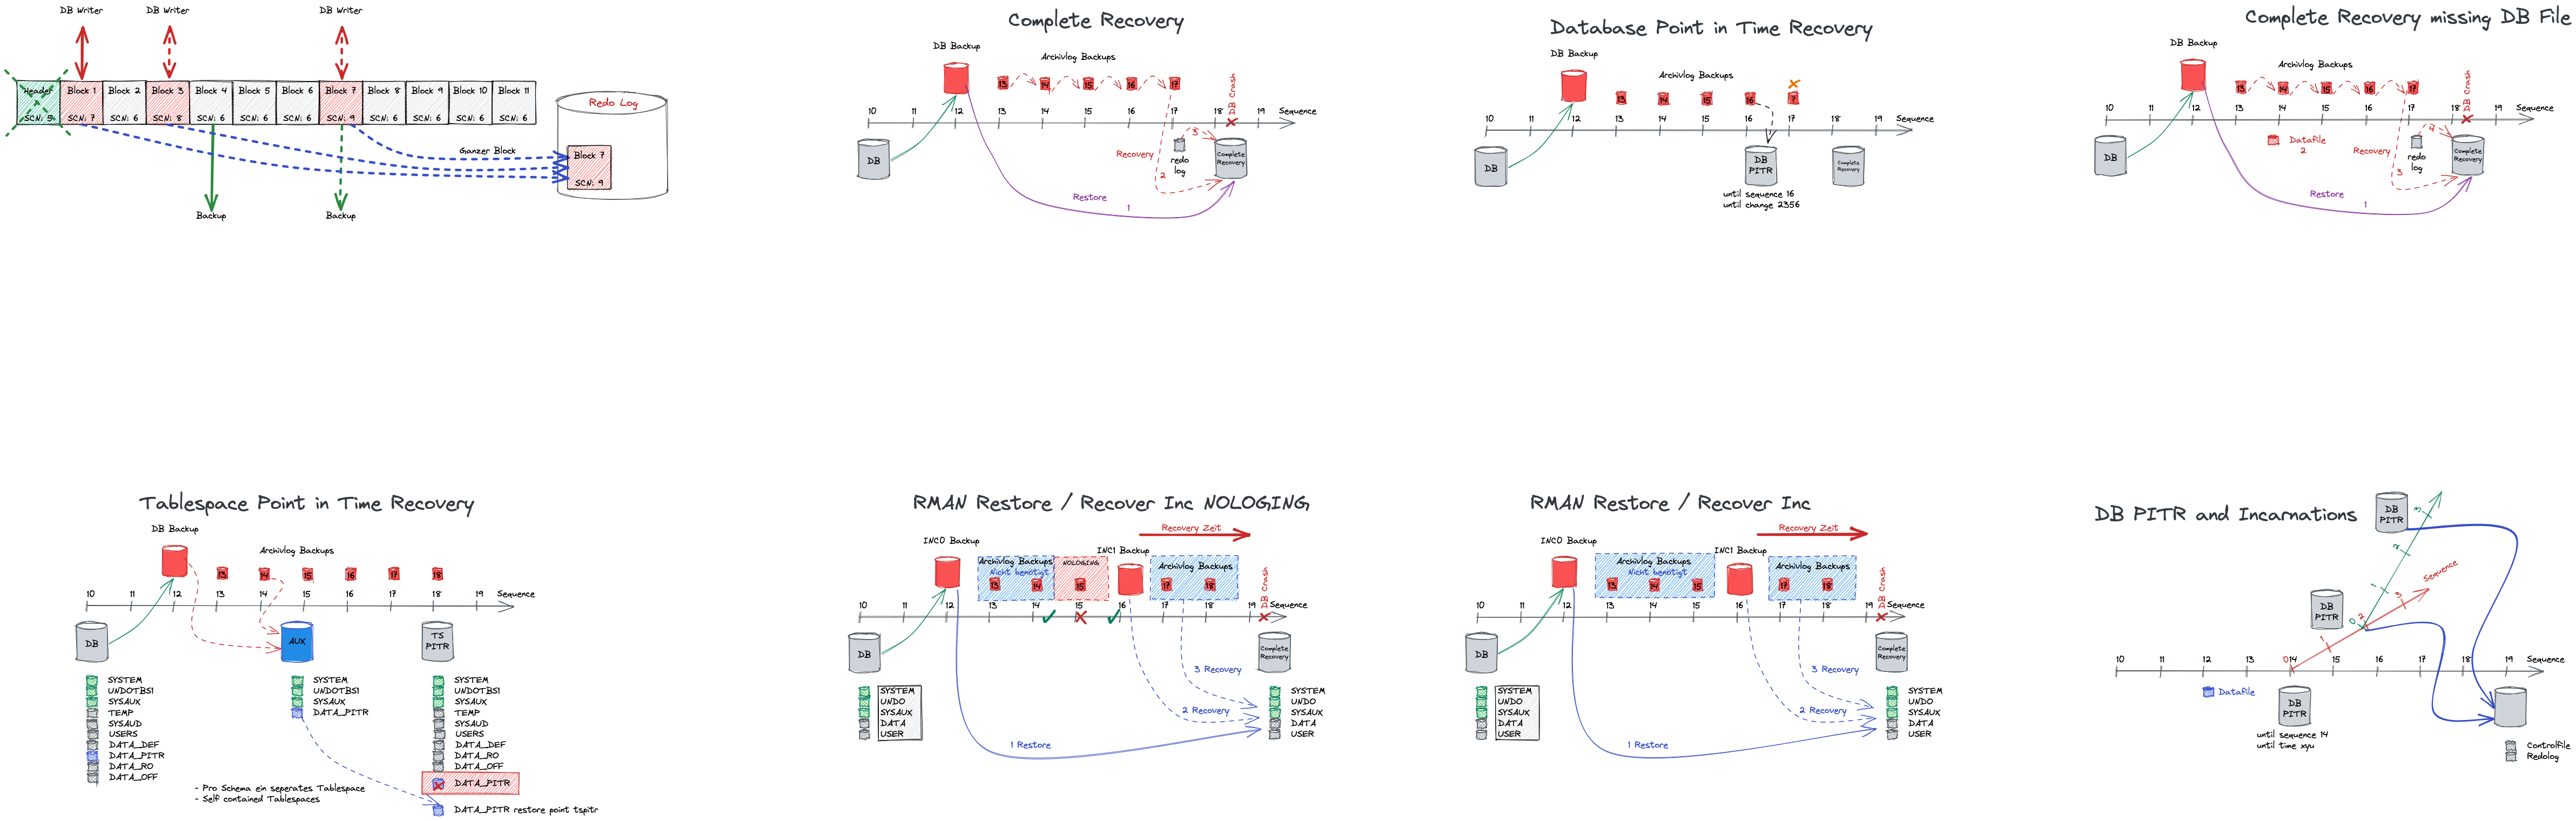 DB Writer
DB Writer
DB Writer
Header
Block 1
Block 2
Block 3
Block 4
Block 5
Block 6
Block 7
Block 8
Block 9
Block 10
Block 11
SCN: 5
SCN: 7
SCN: 6
SCN: 8
SCN: 6
SCN: 6
SCN: 6
SCN: 9
SCN: 6
SCN: 6
SCN: 6
SCN: 6
Redo Log
Ganzer Block
Block 7
SCN: 9
Backup
Backup
Complete Recovery
DB Backup
Archivlog Backups
13
14
15
16
17
DB Crash
10
11
12
13
14
15
16
17
18
19
Sequence
DB
Recovery
3
redo
log
2
Complete
Recovery
Restore
1
Database Point in Time Recovery
DB Backup
Archivlog Backups
13
14
15
16
7
10
11
12
13
14
15
16
17
18
19
Sequence
DB
DB
PITR
Complete
Recovery
until sequence 16
until change 2356
Complete Recovery missing DB File
DB Backup
Archivlog Backups
13
14
15
16
17
DB Crash
10
11
12
13
14
15
16
17
18
19
Sequence
DB
Datafile
2
Recovery
4
redo
log
3
Complete
Recovery
Restore
1
Tablespace Point in Time Recovery
DB Backup
Archivlog Backups
13
14
15
16
17
18
10
11
12
13
14
15
16
17
18
19
Sequence
DB
AUX
TS
PITR
SYSTEM
UNDOTBS1
SYSAUX
TEMP
SYSAUD
USERS
DATA_DEF
DATA_PITR
DATA_RO
DATA_OFF
SYSTEM
UNDOTBS1
SYSAUX
DATA_PITR
SYSTEM
UNDOTBS1
SYSAUX
TEMP
SYSAUD
USERS
DATA_DEF
DATA_RO
DATA_OFF
DATA_PITR
DATA_PITR restore point tspitr
- Pro Schema ein seperates Tablespace
- Self contained Tablespaces
RMAN Restore / Recover Inc NOLOGING
Recovery Zeit
INC0 Backup
Archivlog Backups
Nicht benötigt
13
14
NOLOGING
15
INC1 Backup
Archivlog Backups
17
18
DB Crash
10
11
12
13
14
15
16
17
18
19
Sequence
DB
Complete
Recovery
SYSTEM
UNDO
SYSAUX
DATA
USER
3 Recovery
2 Recovery
1 Restore
SYSTEM
UNDO
SYSAUX
DATA
USER
RMAN Restore / Recover Inc
Recovery Zeit
INC0 Backup
Archivlog Backups
Nicht benötigt
13
14
15
INC1 Backup
Archivlog Backups
17
18
DB Crash
10
11
12
13
14
15
16
17
18
19
Sequence
DB
Complete
Recovery
SYSTEM
UNDO
SYSAUX
DATA
USER
3 Recovery
2 Recovery
1 Restore
SYSTEM
UNDO
SYSAUX
DATA
USER
DB PITR and Incarnations
DB
PITR
3
2
1
0
Sequence
3
2
1
0
DB
PITR
10
11
12
13
14
15
16
17
18
19
Sequence
Datafile
DB
PITR
until sequence 14
until time xyu
Controlfile
Redolog